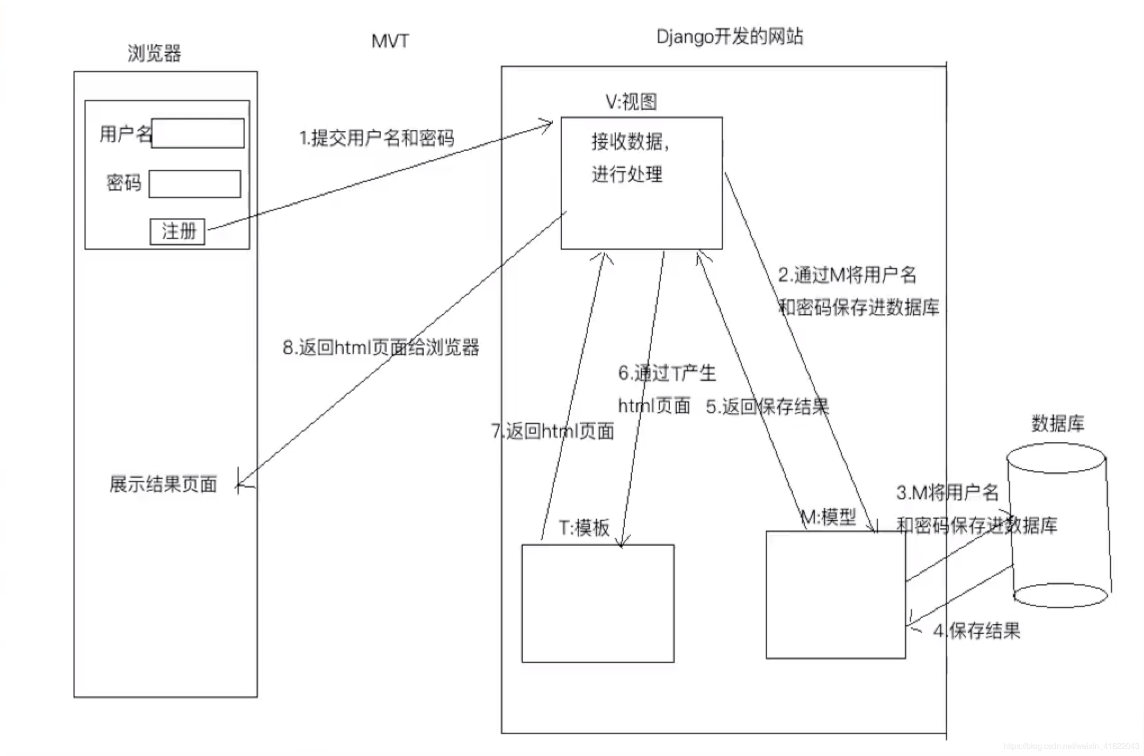 MVT
Django开发的网站
浏览器
V:视图
用户名
接收数据，
进行处理
1.提交用户名和密码
密码
注册
2.通过M将用户名
和密码保存进数据库
8.返回html页面给浏览器
6.通过T产生
html页面
5.返回保存结果
7.返回html页面
数据库
展示结果页面
3.M将用户名
和密码保存进数据库
M:模型
T:模板
4.保存结果